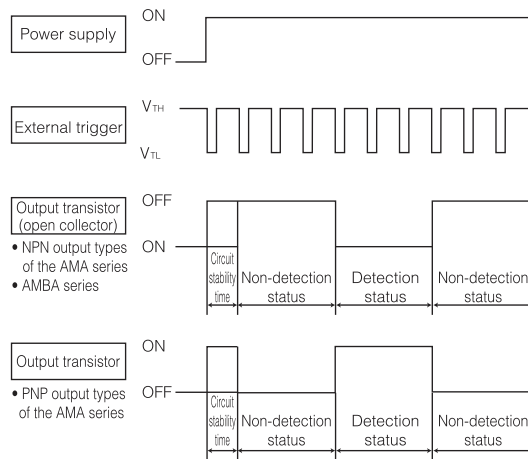 Power supply
ON
OFF
External trigger
VTH
VTL
Output transistor
(open collector)
• NPN output types
of the AMA series
• AMBA series
OFF
ON
Circuit
stability
time
Non-detection
status
Detection
status
Non-detection
status
Output transistor
• PNP output types
of the AMA series
ON
OFF
Circuit
stability
time
Non-detection
status
Detection
status
Non-detection
status